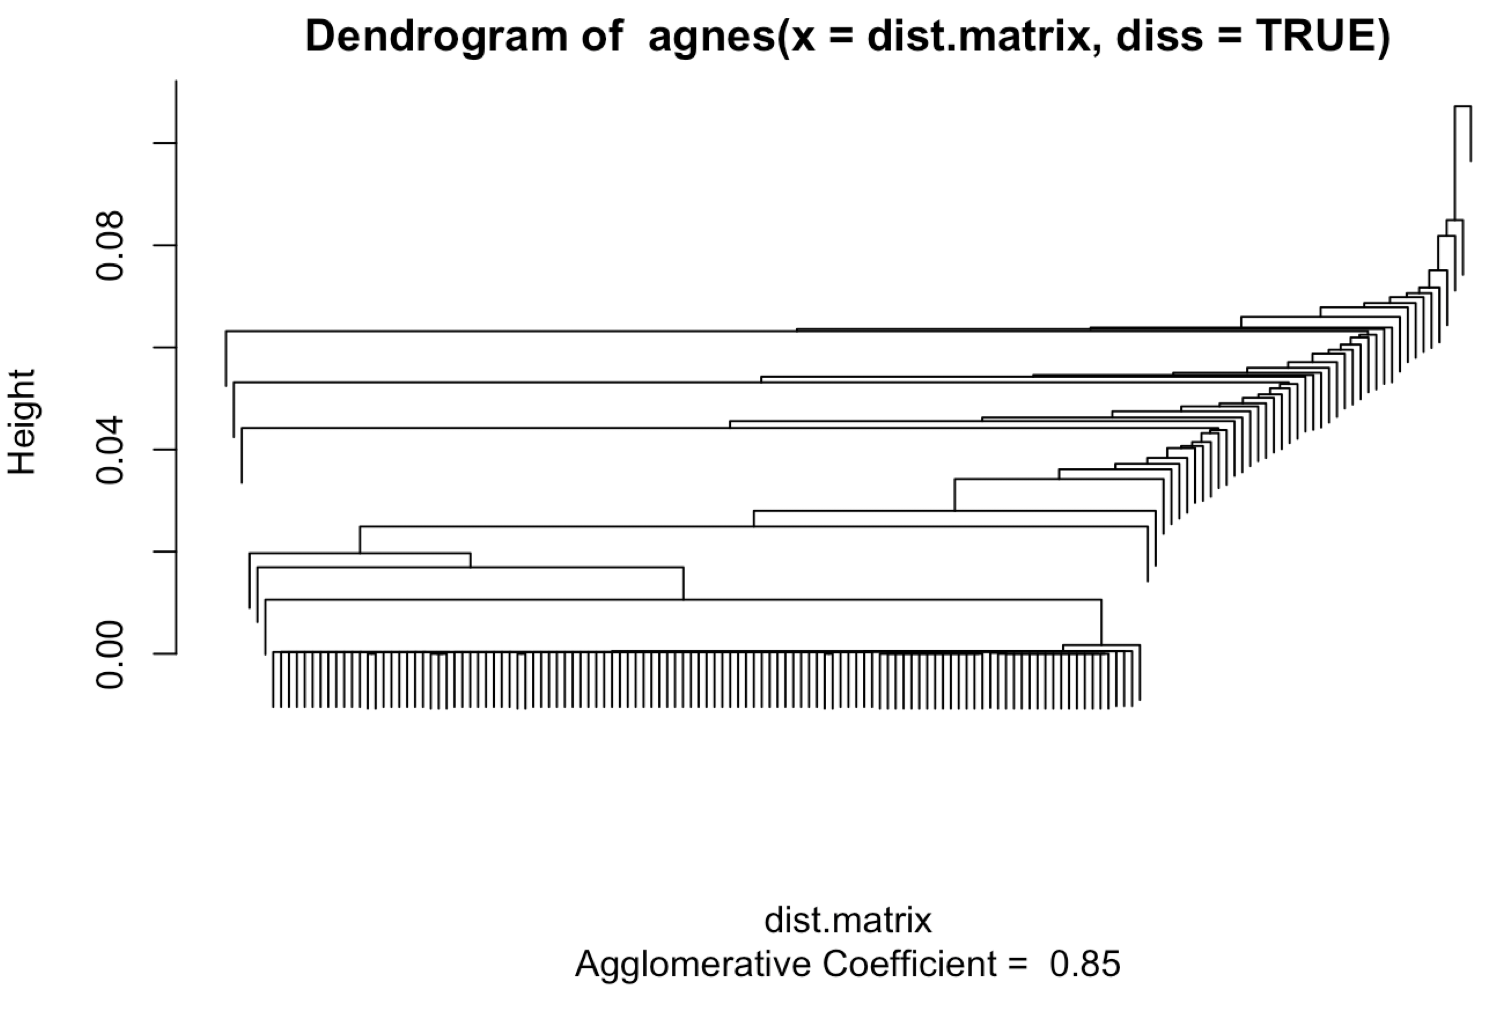 Dendrogram of  agnes(x = dist.matrix, diss = TRUE)
Height
0.08
0.04
0.00
dist.matrix
Agglomerative Coefficient =  0.85